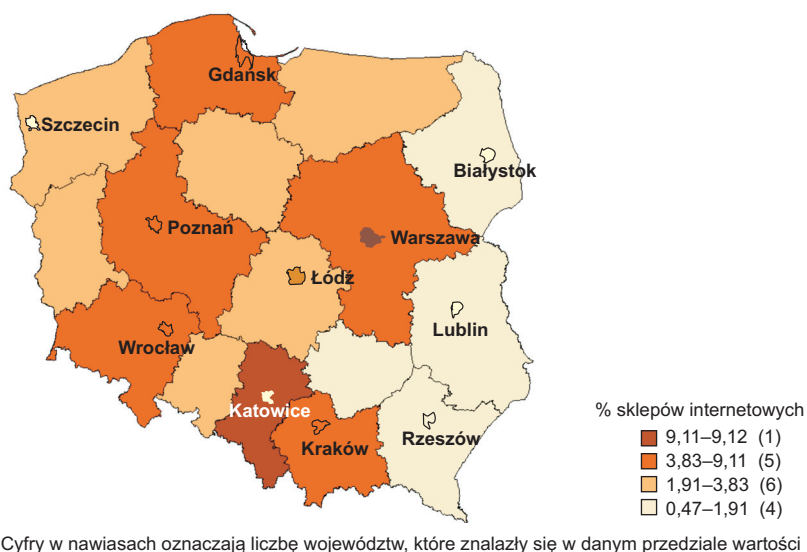 Gdańsk
Szczecin
Białystok
Poznań
Warszawa
Łódź
Lublin
Wrocław
Katowice
Kraków
Rzeszów
% sklepów internetowych
9,11–9,12 (1)
3,83–9,11 (5)
1,91–3,83 (6)
0,47–1,91 (4)
Cyfry w nawiasach oznaczają liczbę województw, które znalazły się w danym przedziale wartości